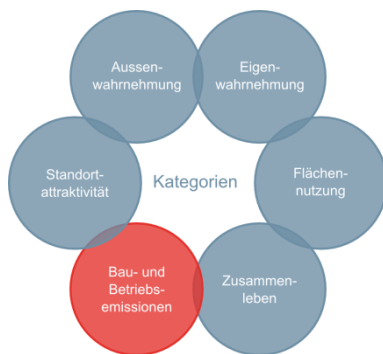 Aussen-
wahrnehmung
Eigen-
wahrnehmung
Standort-
attraktivität
Kategorien
Flächen-
nutzung
Bau- und
Betriebs-
emissionen
Zusammen-
leben